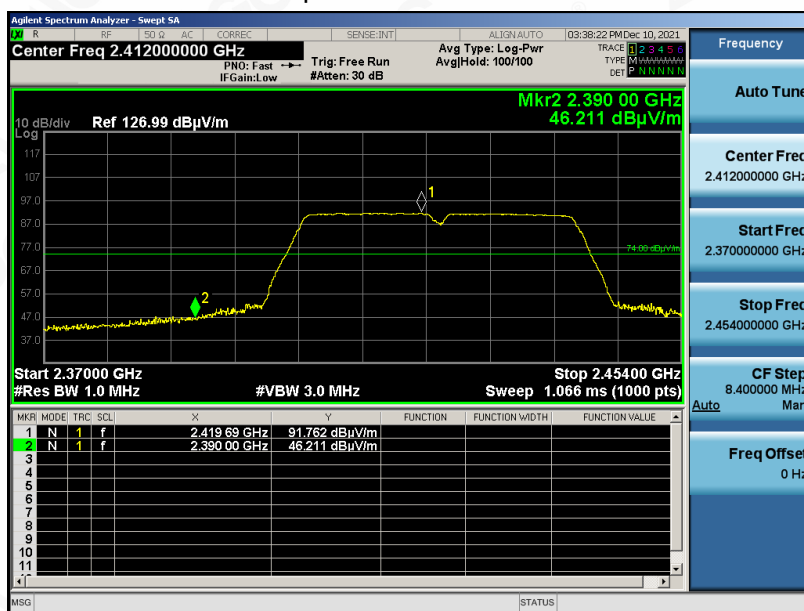 Agilent Spectrum Analyzer - Swept SA
LXI R RF 50 Ω AC CORREC SENSE:INT ALIGN AUTO 03:38:22 PM Dec 10, 2021
Center Freq 2.412000000 GHz
PNO: Fast
IFGain:Low
Trig: Free Run
#Atten: 30 dB
Avg Type: Log-Pwr
Avg|Hold: 100/100
TRACE 1 2 3 4 5 6
TYPE M WWWWW
DET P N N N N N
Mkr2 2.390 00 GHz
46.211 dBµV/m
10 dB/div
Log
Ref 126.99 dBµV/m
117
107
97.0
87.0
77.0
67.0
57.0
47.0
37.0
1
2
74.00 dBµV/m
Start 2.37000 GHz Stop 2.45400 GHz
#Res BW 1.0 MHz #VBW 3.0 MHz Sweep 1.066 ms (1000 pts)
MKR MODE TRC SCL X Y FUNCTION FUNCTION WIDTH FUNCTION VALUE
1 N 1 f 2.419 69 GHz 91.762 dBµV/m
2 N 1 f 2.390 00 GHz 46.211 dBµV/m
3
4
5
6
7
8
9
10
11
MSG STATUS
Frequency
Auto Tune
Center Freq
2.412000000 GHz
Start Freq
2.370000000 GHz
Stop Freq
2.454000000 GHz
CF Step
8.400000 MHz
Auto Man
Freq Offset
0 Hz